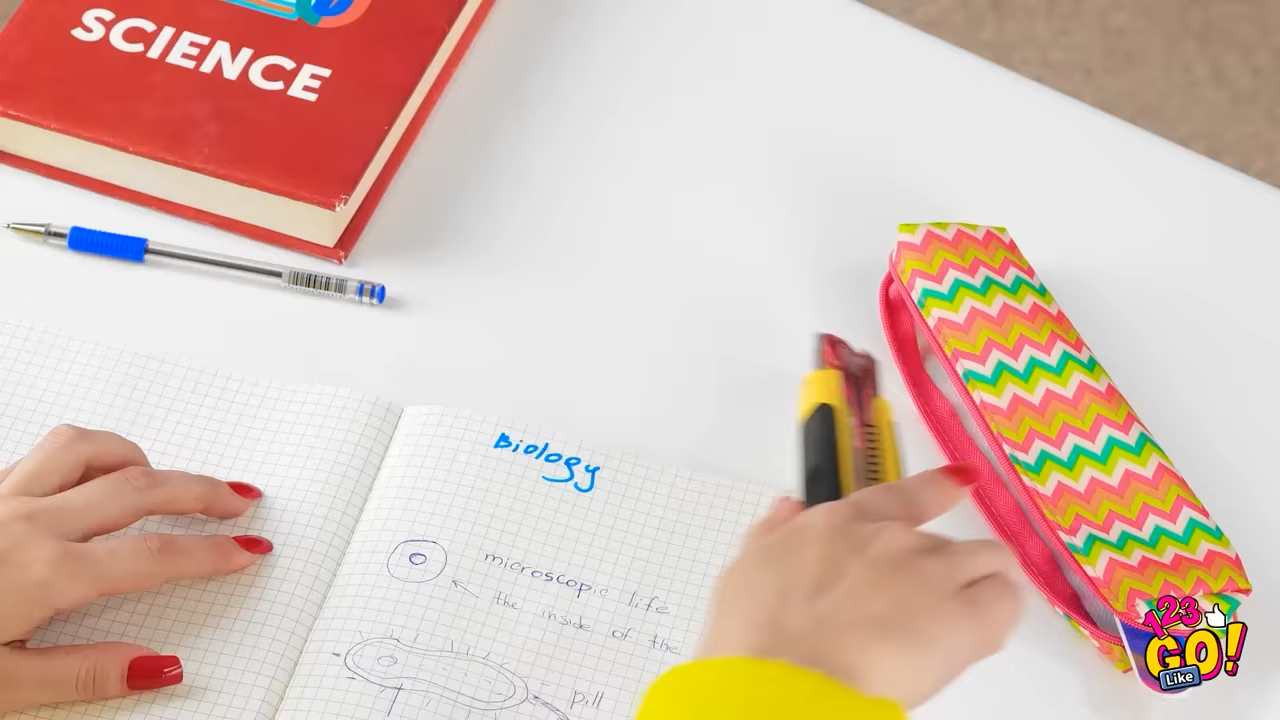 SCIENCE
Biology
microscopic life
the inside of the
pill
123
GO!
Like